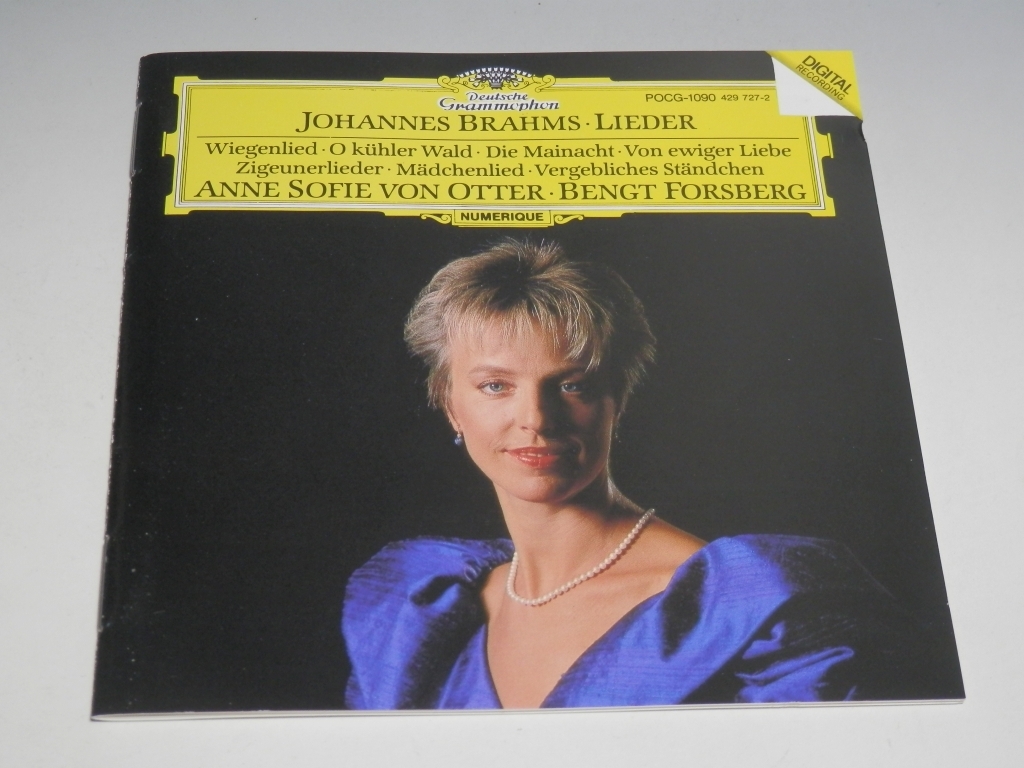 DIGITAL
RECORDING
Deutsche
Grammophon
POCG-1090 429 727-2
JOHANNES BRAHMS · LIEDER
Wiegenlied · O kühler Wald · Die Mainacht · Von ewiger Liebe
Zigeunerlieder · Mädchenlied · Vergebliches Ständchen
ANNE SOFIE VON OTTER · BENGT FORSBERG
NUMERIQUE